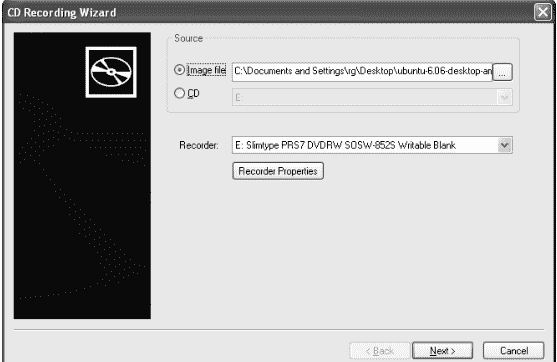 CD Recording Wizard
Source
Image file C:\Documents and Settings\rg\Desktop\ubuntu-6.06-desktop-an ...
CD E:
Recorder: E: Slimtype PRS7 DVDRW SOSW-852S Writable Blank
Recorder Properties
< Back Next > Cancel